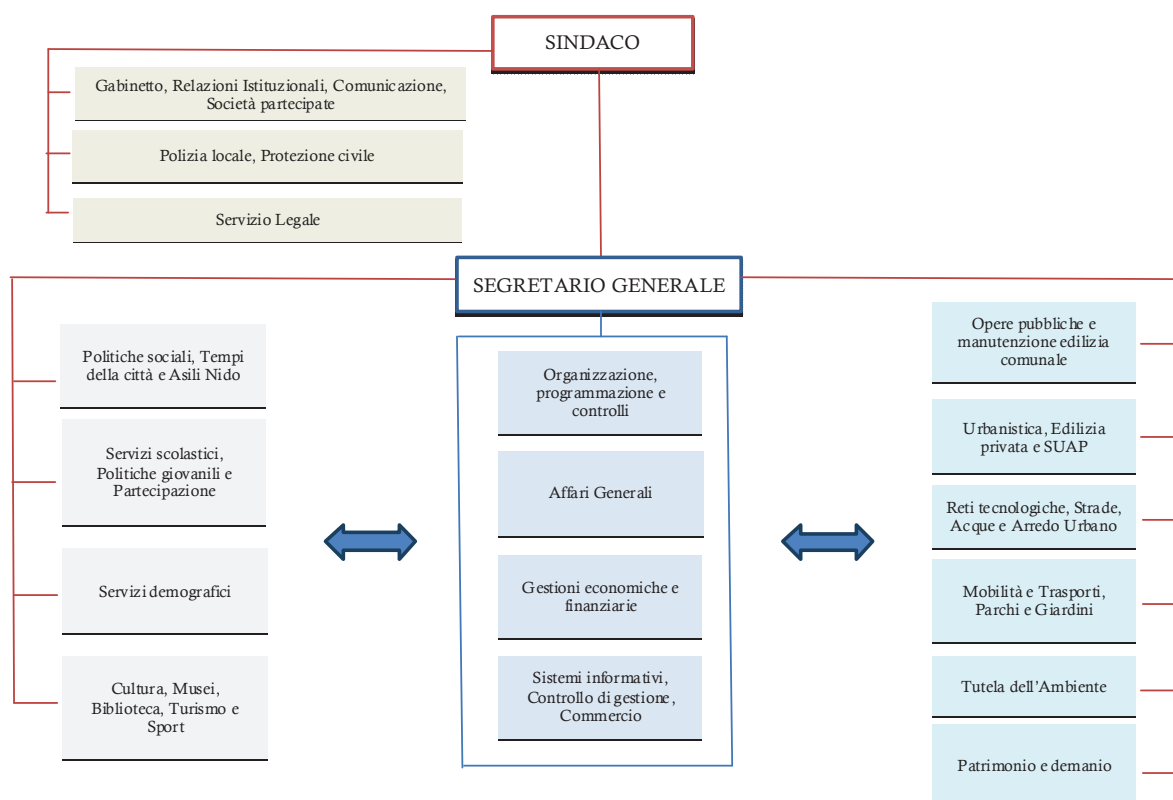 SINDACO
Gabinetto, Relazioni Istituzionali, Comunicazione,
Società partecipate
Polizia locale, Protezione civile
Servizio Legale
SEGRETARIO GENERALE
Politiche sociali, Tempi
della città e Asili Nido
Servizi scolastici,
Politiche giovanili e
Partecipazione
Servizi demografici
Cultura, Musei,
Biblioteca, Turismo e
Sport
Organizzazione,
programmazione e
controlli
Affari Generali
Gestioni economiche e
finanziarie
Sistemi informativi,
Controllo di gestione,
Commercio
Opere pubbliche e
manutenzione edilizia
comunale
Urbanistica, Edilizia
privata e SUAP
Reti tecnologiche, Strade,
Acque e Arredo Urbano
Mobilità e Trasporti,
Parchi e Giardini
Tutela dell’Ambiente
Patrimonio e demanio